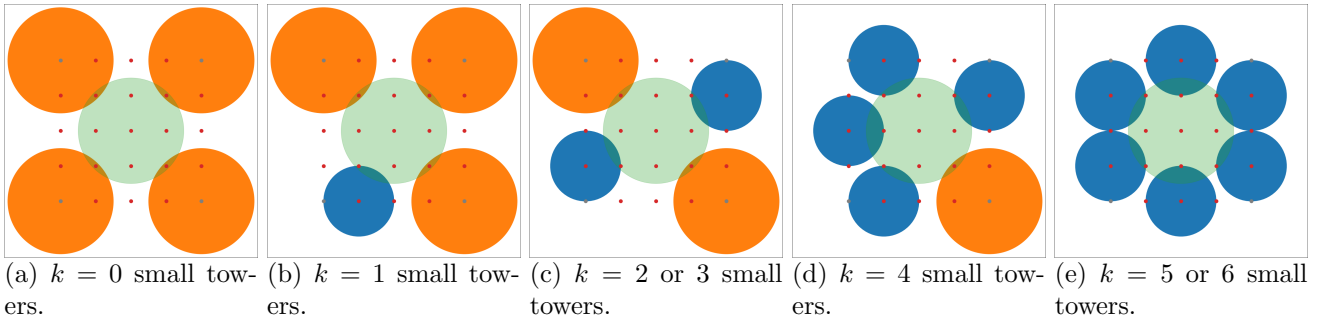 (a) k = 0 small tow-
ers.
(b) k = 1 small tow-
ers.
(c) k = 2 or 3 small
towers.
(d) k = 4 small tow-
ers.
(e) k = 5 or 6 small
towers.